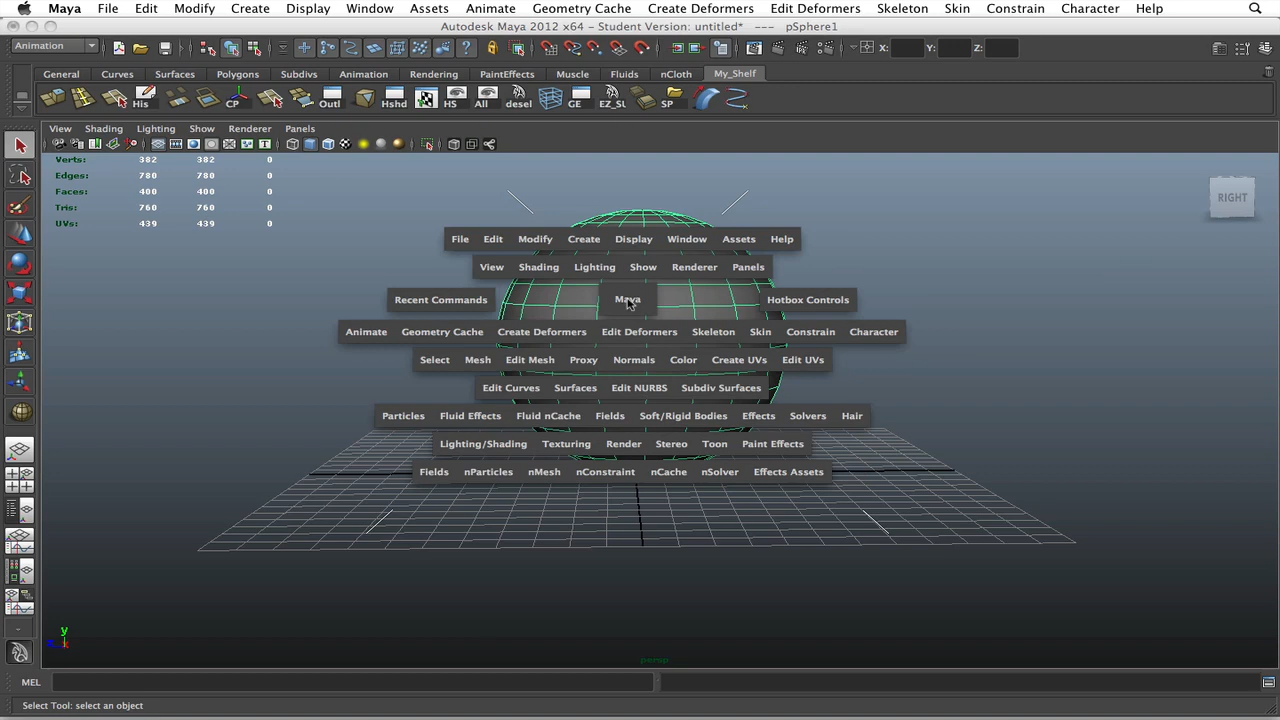 Maya File Edit Modify Create Display Window Assets Animate Geometry Cache Create Deformers Edit Deformers Skeleton Skin Constrain Character Help
Autodesk Maya 2012 x64 - Student Version: untitled* --- pSphere1
Animation X: Y: Z:
General Curves Surfaces Polygons Subdivs Animation Rendering PaintEffects Muscle Fluids nCloth My_Shelf
His CP Outl Hshd HS All desel GE EZ_SL SP
View Shading Lighting Show Renderer Panels
Verts: 382 382 0
Edges: 780 780 0
Faces: 400 400 0
Tris: 760 760 0
UVs: 439 439 0
RIGHT
File Edit Modify Create Display Window Assets Help
View Shading Lighting Show Renderer Panels
Recent Commands Maya Hotbox Controls
Animate Geometry Cache Create Deformers Edit Deformers Skeleton Skin Constrain Character
Select Mesh Edit Mesh Proxy Normals Color Create UVs Edit UVs
Edit Curves Surfaces Edit NURBS Subdiv Surfaces
Particles Fluid Effects Fluid nCache Fields Soft/Rigid Bodies Effects Solvers Hair
Lighting/Shading Texturing Render Stereo Toon Paint Effects
Fields nParticles nMesh nConstraint nCache nSolver Effects Assets
y
persp
MEL
Select Tool: select an object